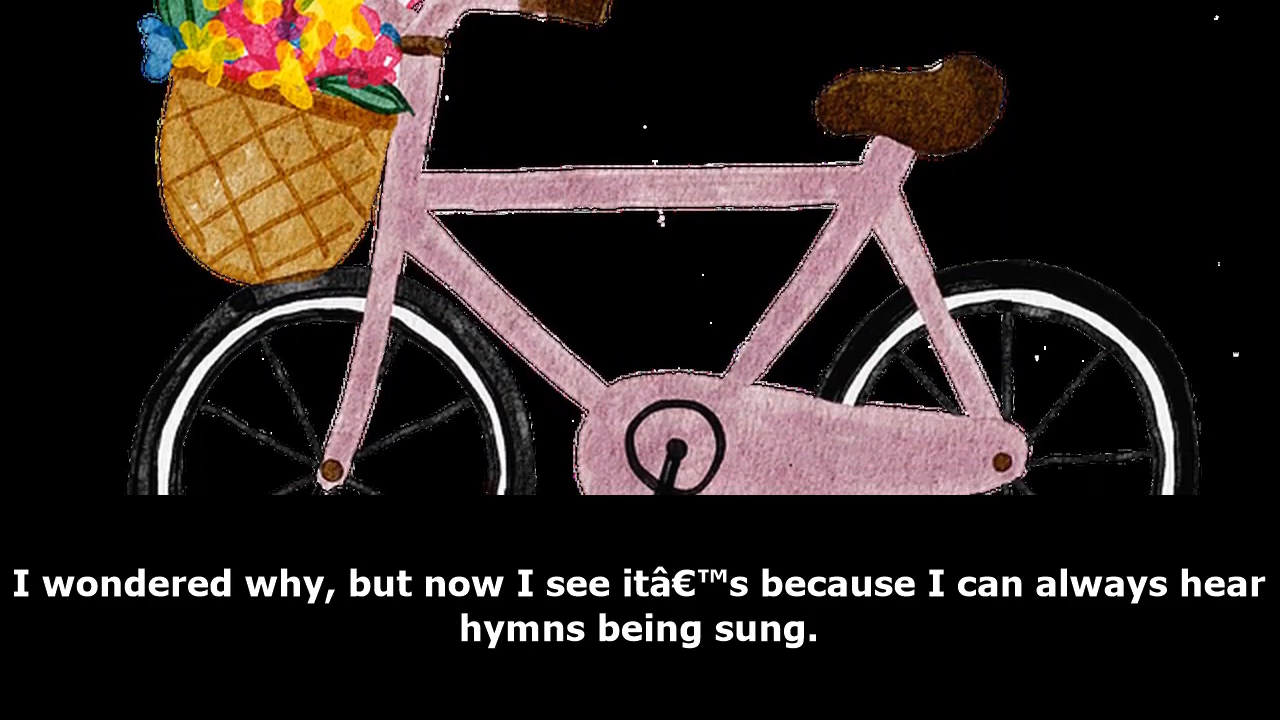 I wondered why, but now I see itâ€™s because I can always hear
hymns being sung.